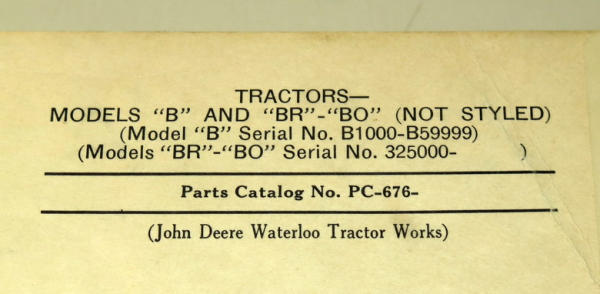 TRACTORS—
MODELS “B” AND “BR”-“BO” (NOT STYLED)
(Model “B” Serial No. B1000-B59999)
(Models “BR”-“BO” Serial No. 325000- )
Parts Catalog No. PC-676-
(John Deere Waterloo Tractor Works)